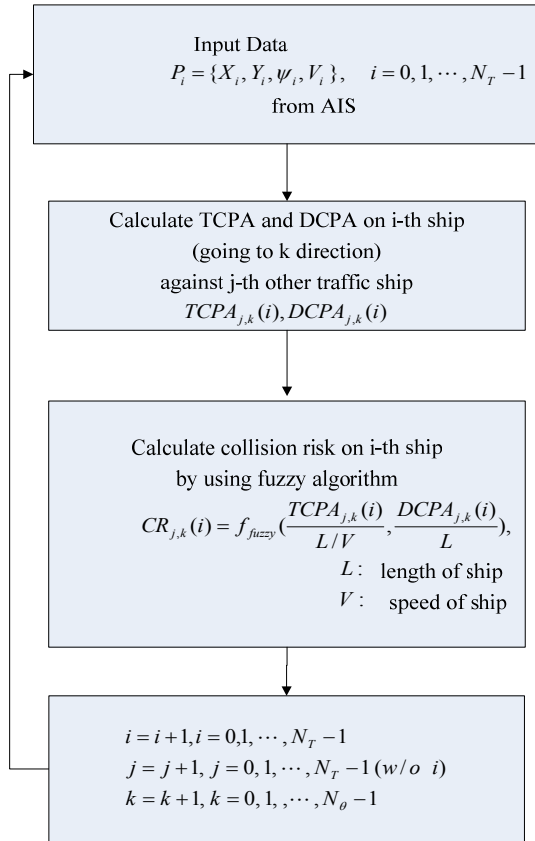 Input Data
P_i = {X_i, Y_i, ψ_i, V_i}, i = 0, 1, ⋯, N_T − 1
from AIS
Calculate TCPA and DCPA on i-th ship
(going to k direction)
against j-th other traffic ship
TCPA_{j,k}(i), DCPA_{j,k}(i)
Calculate collision risk on i-th ship
by using fuzzy algorithm
CR_{j,k}(i) = f_{fuzzy}(TCPA_{j,k}(i) / L/V, DCPA_{j,k}(i) / L),
L : length of ship
V : speed of ship
i = i+1, i = 0,1, ⋯, N_T − 1
j = j+1, j = 0, 1, ⋯, N_T − 1 (w/o i)
k = k+1, k = 0, 1, , ⋯, N_θ − 1